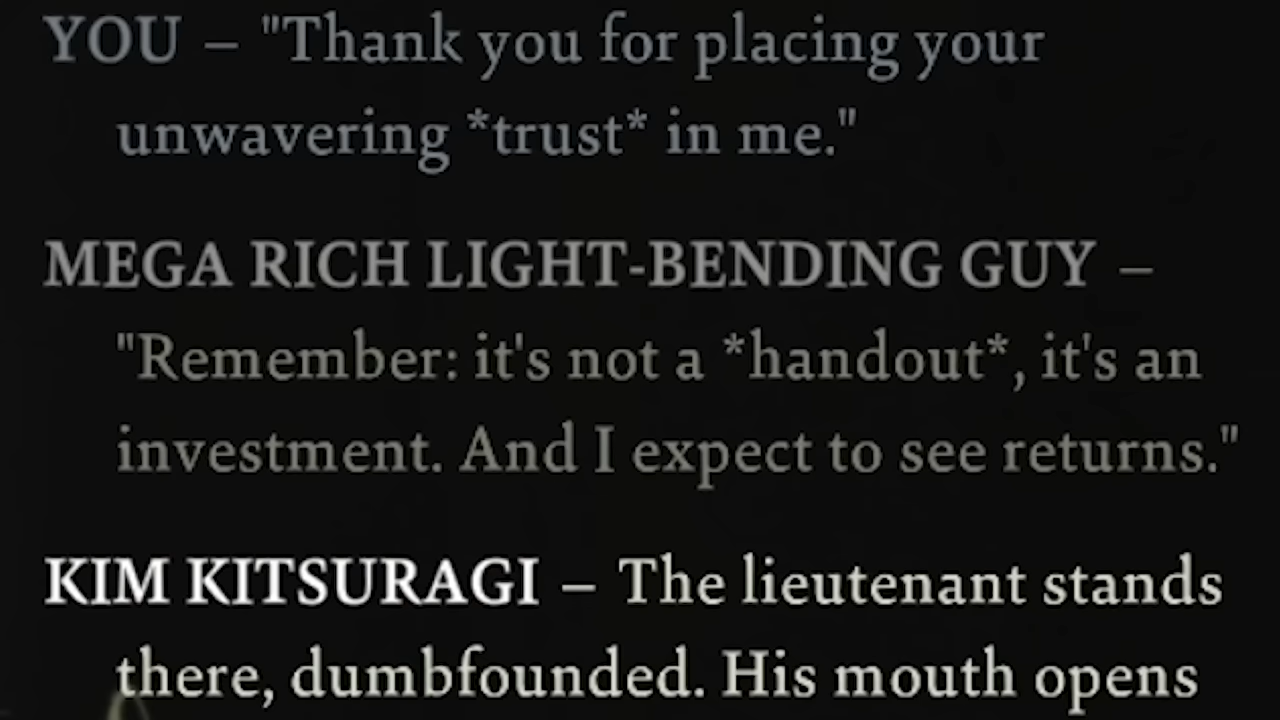 YOU – "Thank you for placing your
unwavering *trust* in me."
MEGA RICH LIGHT-BENDING GUY –
"Remember: it's not a *handout*, it's an
investment. And I expect to see returns."
KIM KITSURAGI – The lieutenant stands
there, dumbfounded. His mouth opens